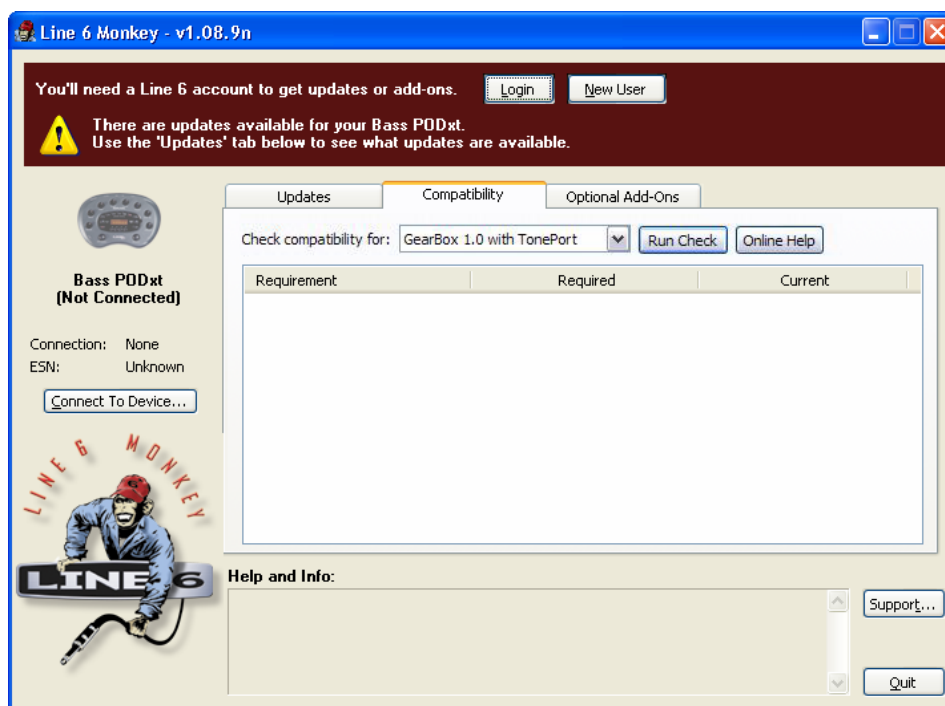 Line 6 Monkey - v1.08.9n
You'll need a Line 6 account to get updates or add-ons.
Login
New User
There are updates available for your Bass PODxt.
Use the 'Updates' tab below to see what updates are available.
Updates
Compatibility
Optional Add-Ons
Check compatibility for:
GearBox 1.0 with TonePort
Run Check
Online Help
Requirement
Required
Current
Bass PODxt
(Not Connected)
Connection: None
ESN: Unknown
Connect To Device...
LINE 6 MONKEY
6
LINE 6
Help and Info:
Support...
Quit